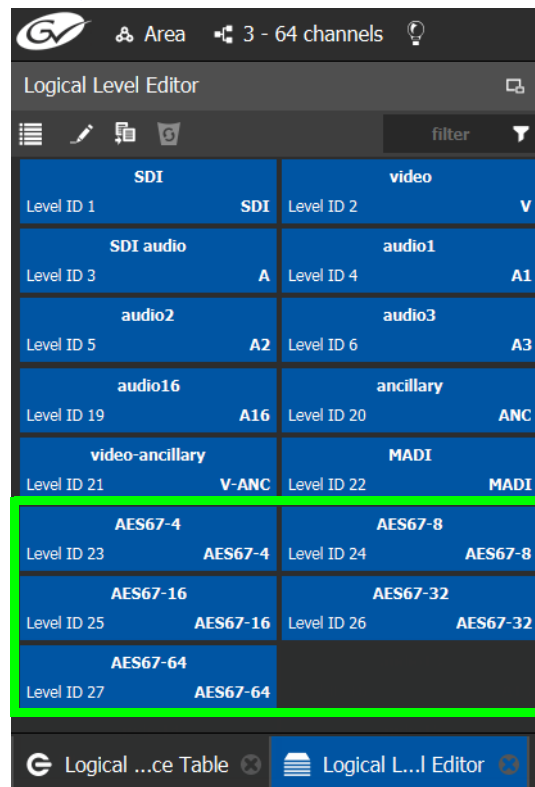 GV Area 3 - 64 channels
Logical Level Editor
filter
SDI video
Level ID 1 SDI Level ID 2 V
SDI audio audio1
Level ID 3 A Level ID 4 A1
audio2 audio3
Level ID 5 A2 Level ID 6 A3
audio16 ancillary
Level ID 19 A16 Level ID 20 ANC
video-ancillary MADI
Level ID 21 V-ANC Level ID 22 MADI
AES67-4 AES67-8
Level ID 23 AES67-4 Level ID 24 AES67-8
AES67-16 AES67-32
Level ID 25 AES67-16 Level ID 26 AES67-32
AES67-64
Level ID 27 AES67-64
Logical ...ce Table Logical L...l Editor